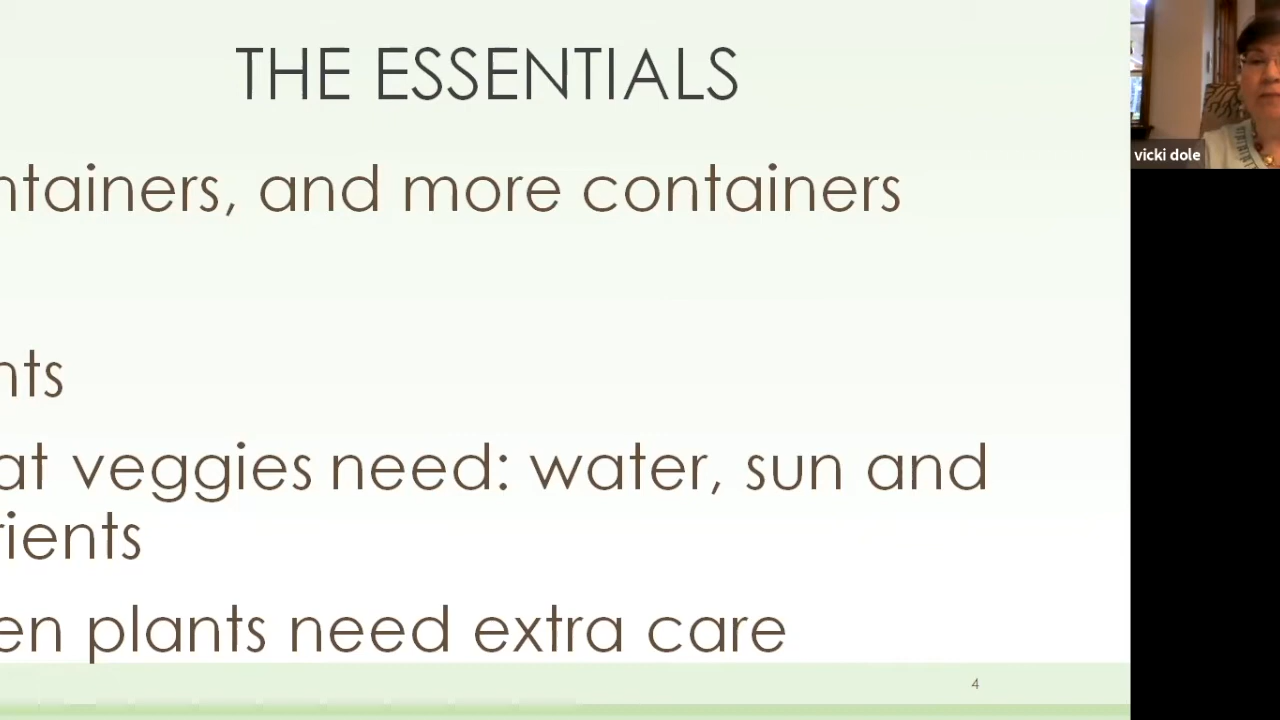 THE ESSENTIALS
vicki dole
ntainers, and more containers
nts
at veggies need: water, sun and
rients
en plants need extra care
4